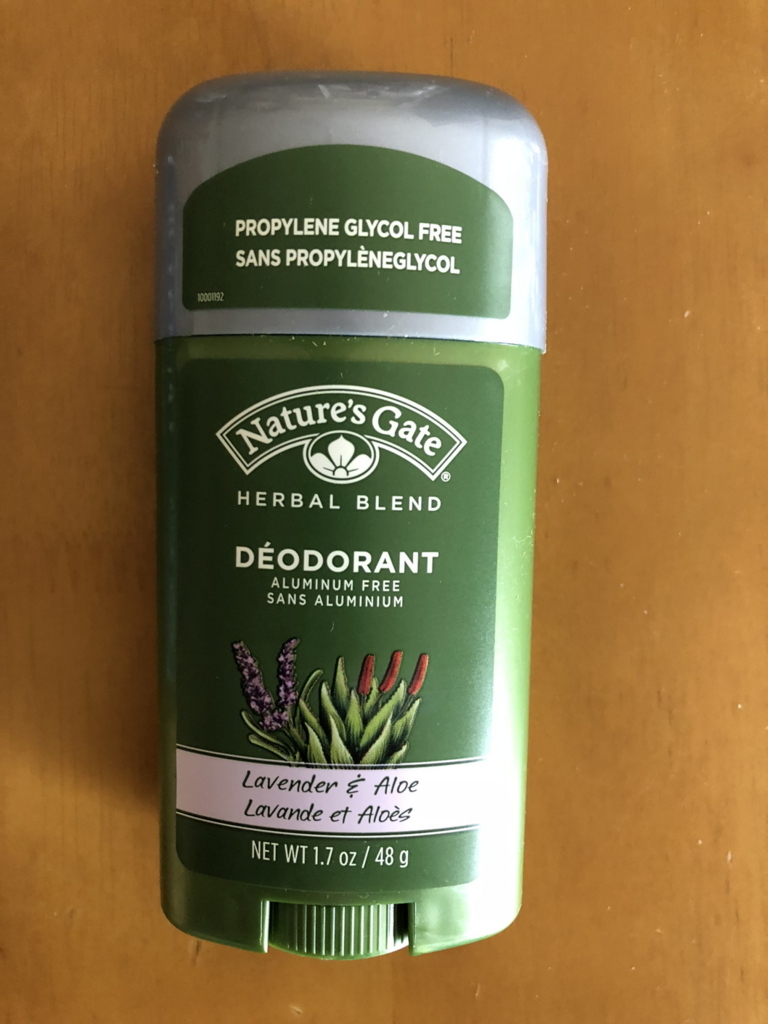 PROPYLENE GLYCOL FREE
SANS PROPYLÈNEGLYCOL
10001192
NATURE'S GATE®
HERBAL BLEND
DÉODORANT
ALUMINUM FREE
SANS ALUMINIUM
Lavender & Aloe
Lavande et Aloès
NET WT 1.7 oz / 48 g